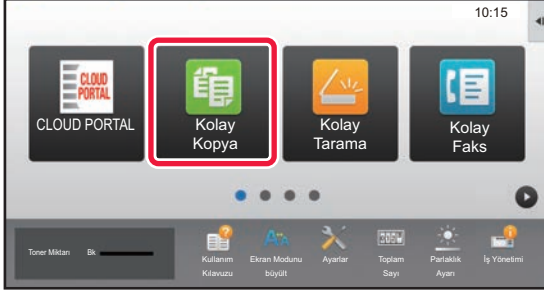 10:15
CLOUD
PORTAL
CLOUD PORTAL
Kolay
Kopya
Kolay
Tarama
Kolay
Faks
Toner Miktarı Bk
Kullanım
Kılavuzu
Ekran Modunu
büyült
Ayarlar
Toplam
Sayı
Parlaklık
Ayarı
İş Yönetimi